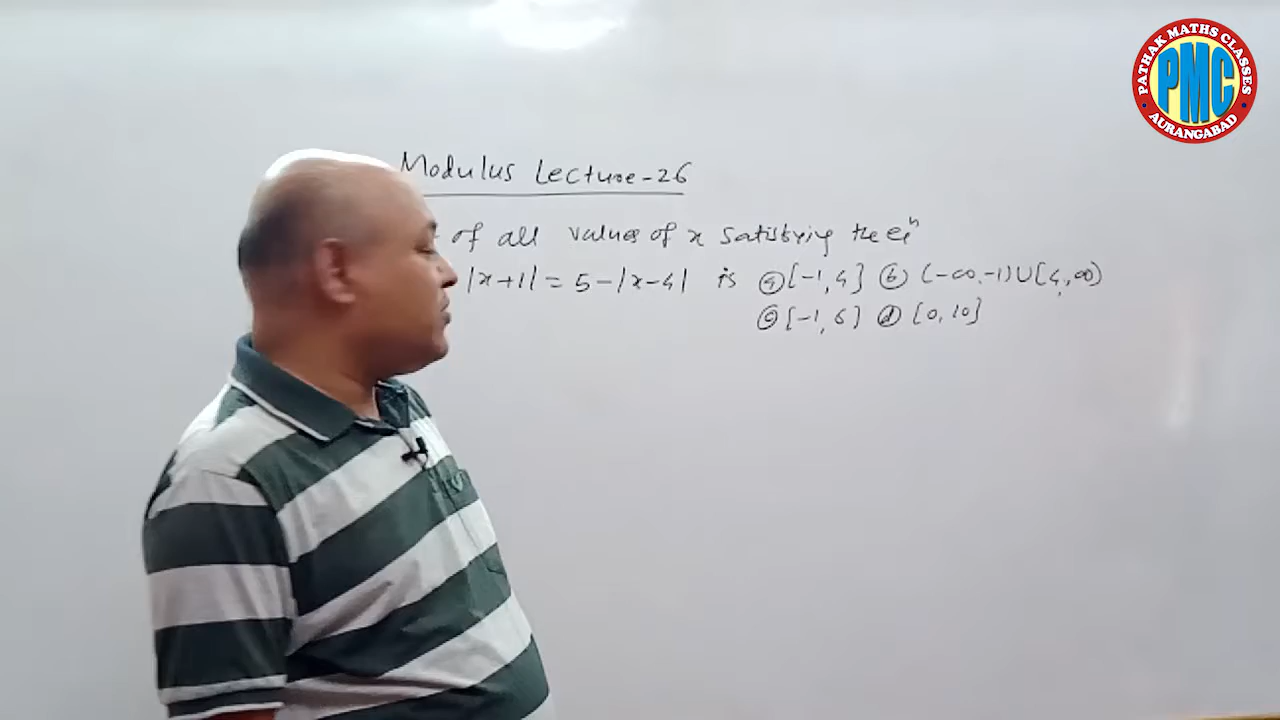 Modulus Lecture-26
of all values of x satisfying the eqⁿ
|x+1| = 5-|x-4| is ⓐ [-1, 4] ⓑ (-∞,-1)∪[4,∞)
ⓒ [-1, 6] ⓓ [0, 10]
PATHAK MATHS CLASSES
PMC
AURANGABAD